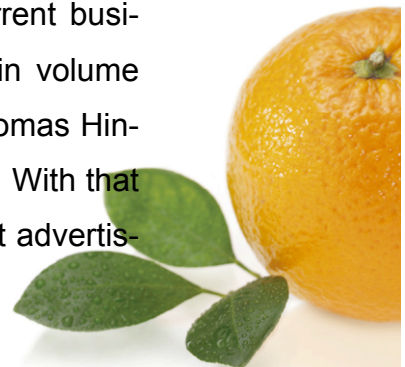 rrent busi-
in volume
omas Hin-
With that
t advertis-